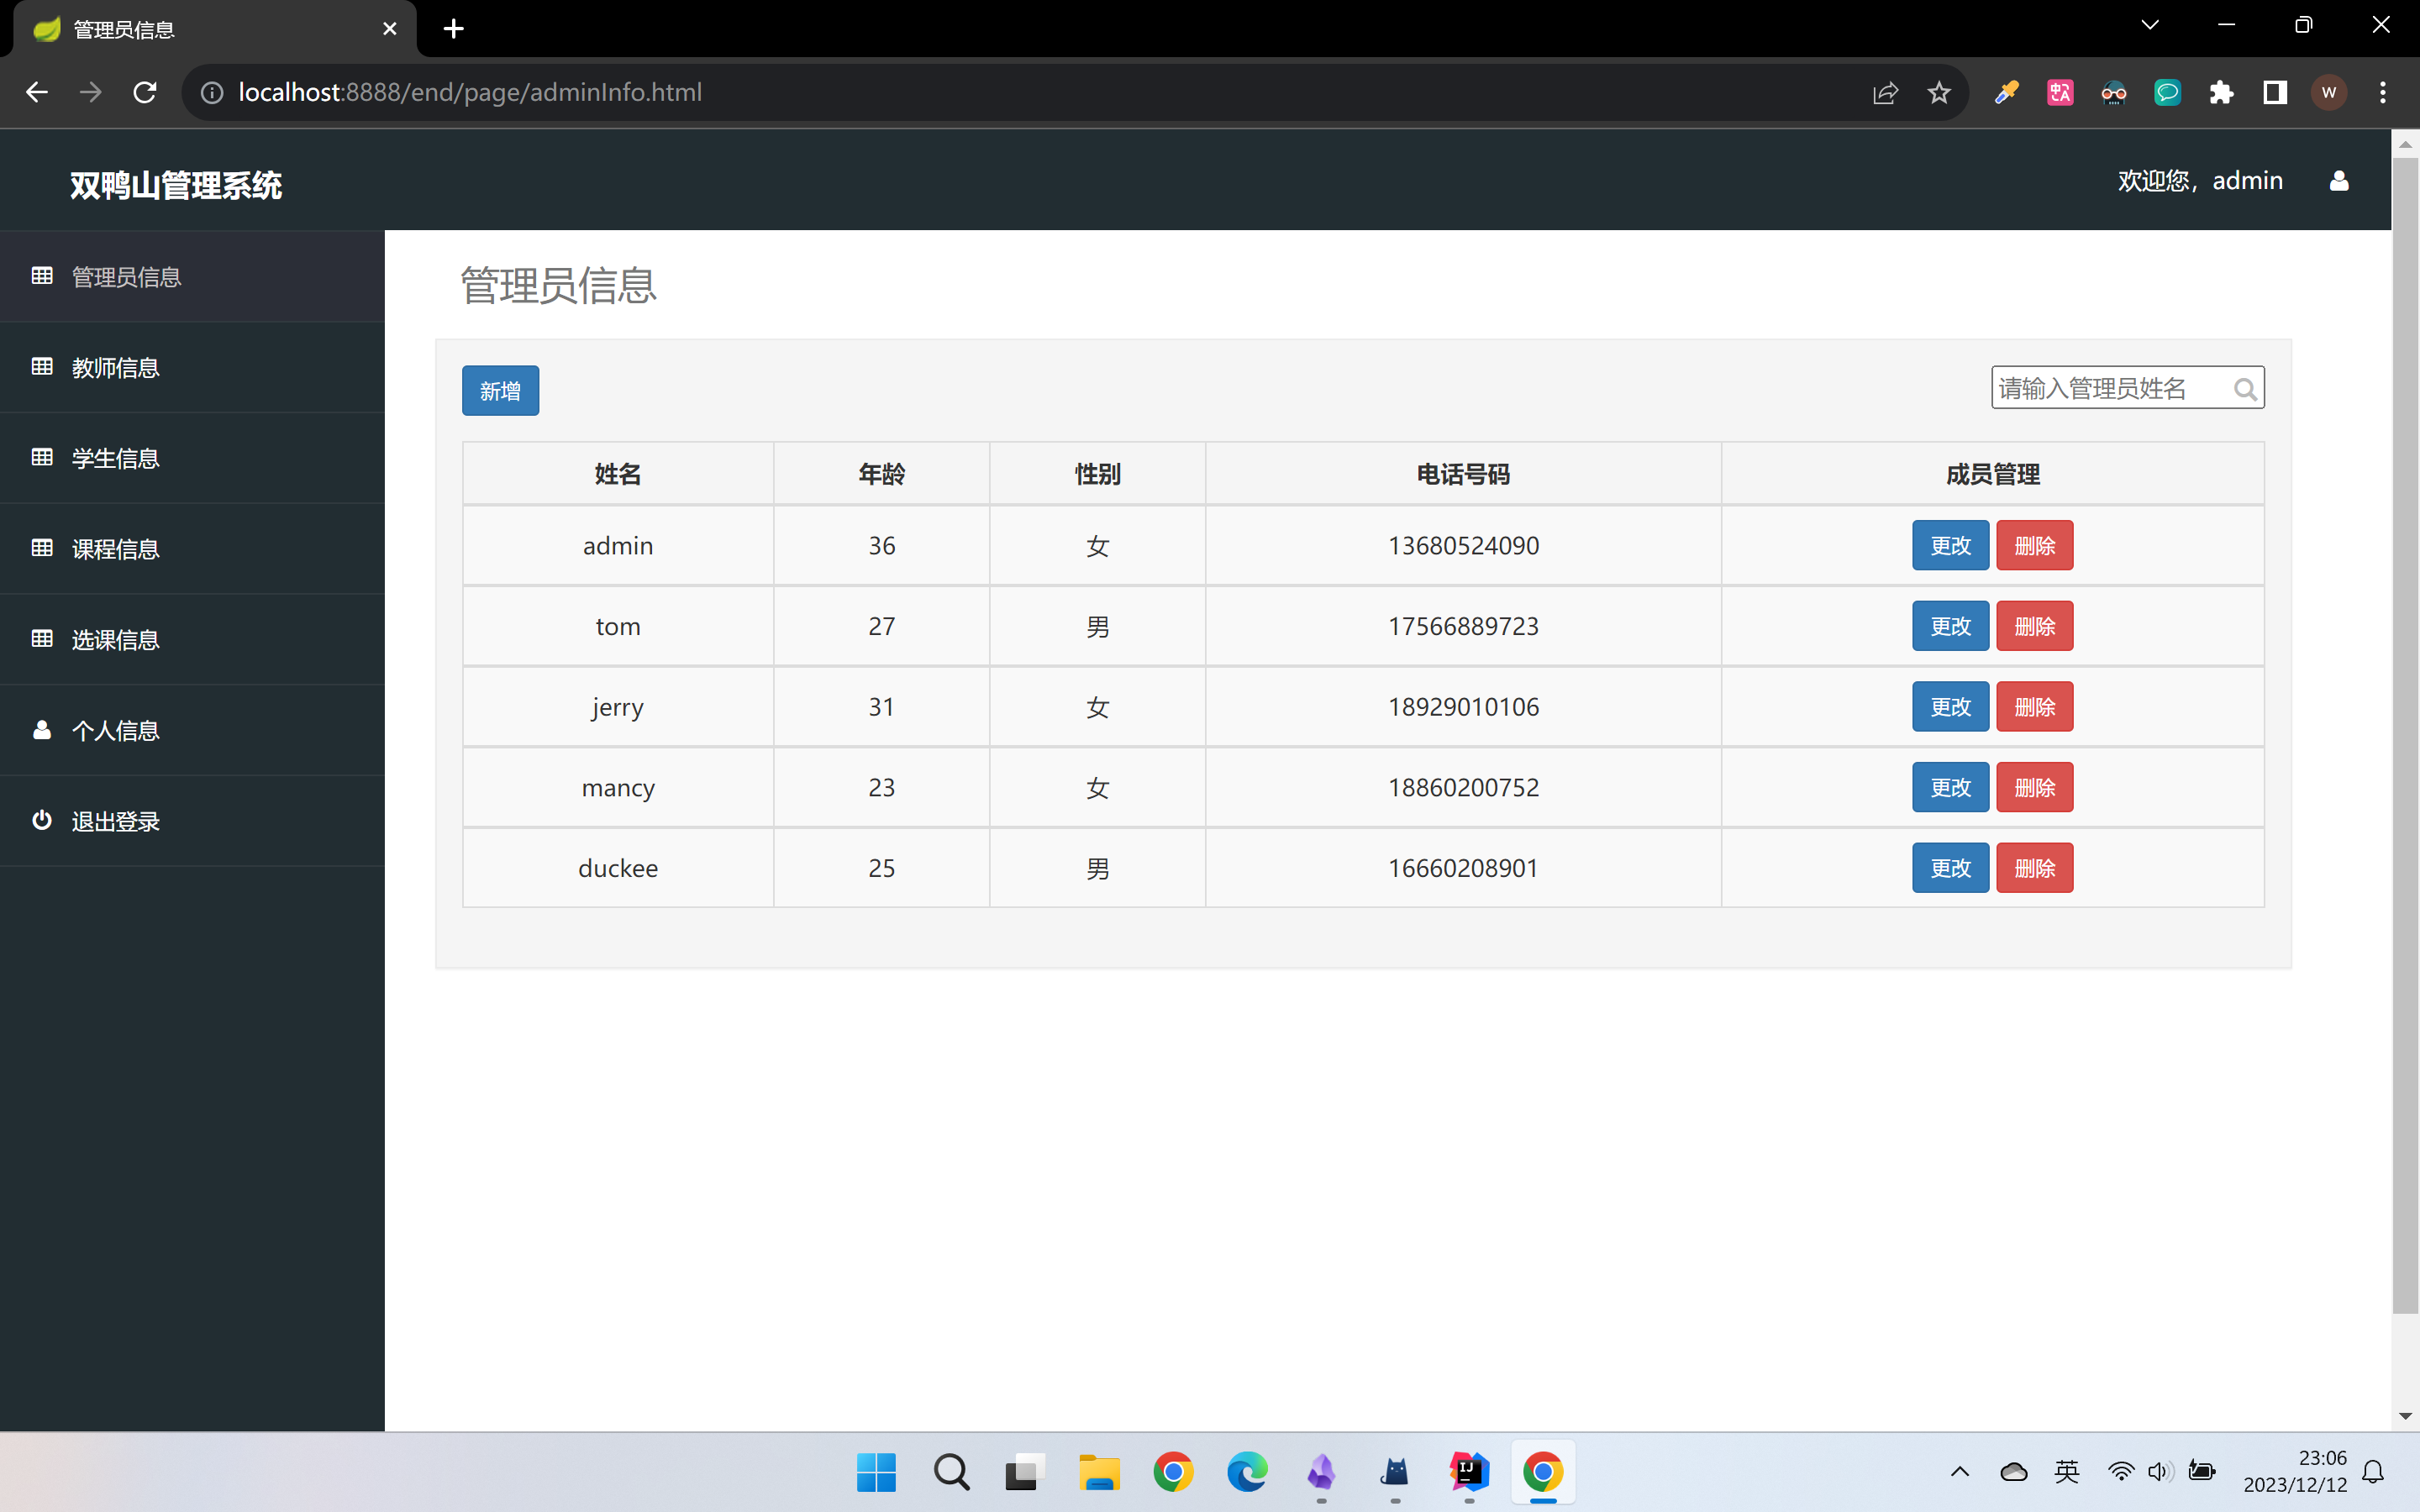 管理员信息
localhost:8888/end/page/adminInfo.html
W
双鸭山管理系统
欢迎您，admin
管理员信息
教师信息
学生信息
课程信息
选课信息
个人信息
退出登录
管理员信息
新增
请输入管理员姓名
姓名 年龄 性别 电话号码 成员管理
admin 36 女 13680524090 更改 删除
tom 27 男 17566889723 更改 删除
jerry 31 女 18929010106 更改 删除
mancy 23 女 18860200752 更改 删除
duckee 25 男 16660208901 更改 删除
IJ
英
23:06
2023/12/12